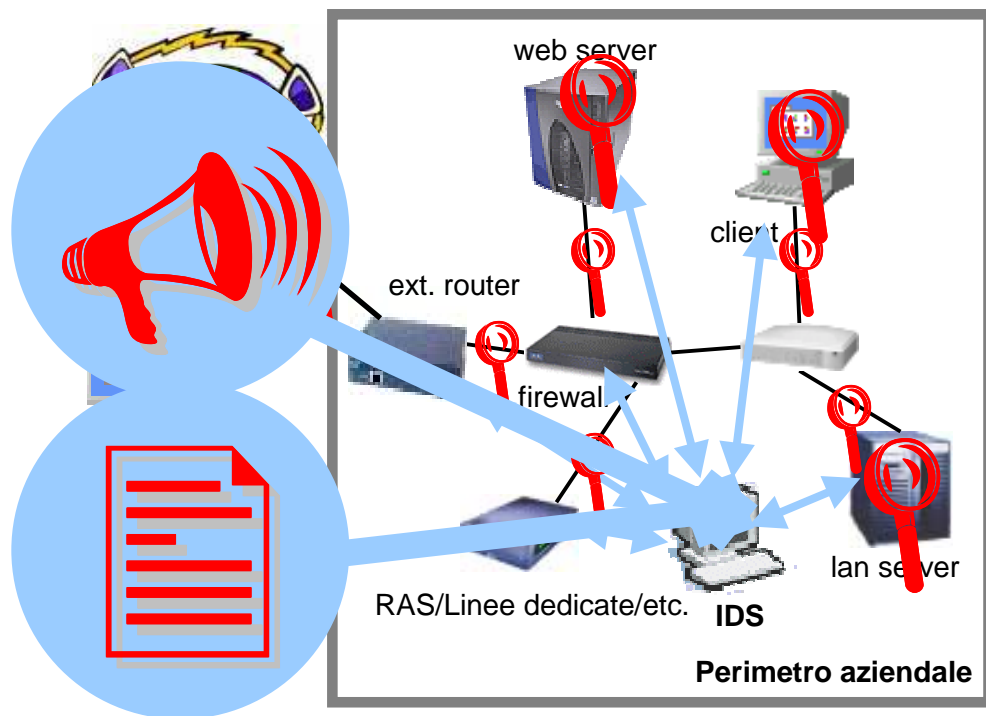 web server
client
ext. router
firewall
lan server
RAS/Linee dedicate/etc.
IDS
Perimetro aziendale